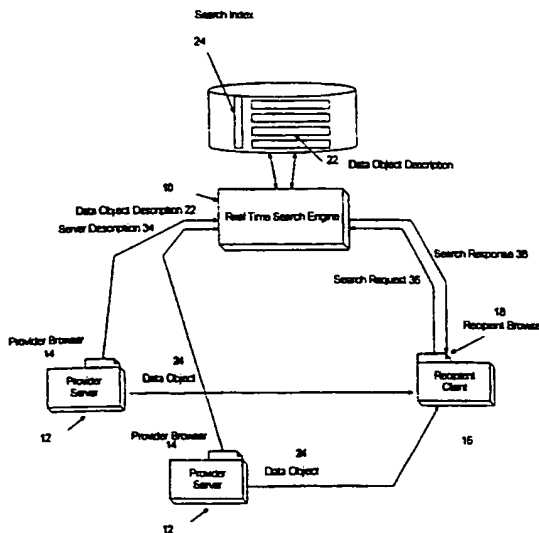 Search Index
24
22 Data Object Description
10
Real Time Search Engine
Data Object Description 22
Server Description 34
Search Response 38
Search Request 36
18
Recipient Browser
Provider Browser
14
Provider
Server
24
Data Object
Recipient
Client
12
Provider Browser
14
24
Data Object
16
Provider
Server
12